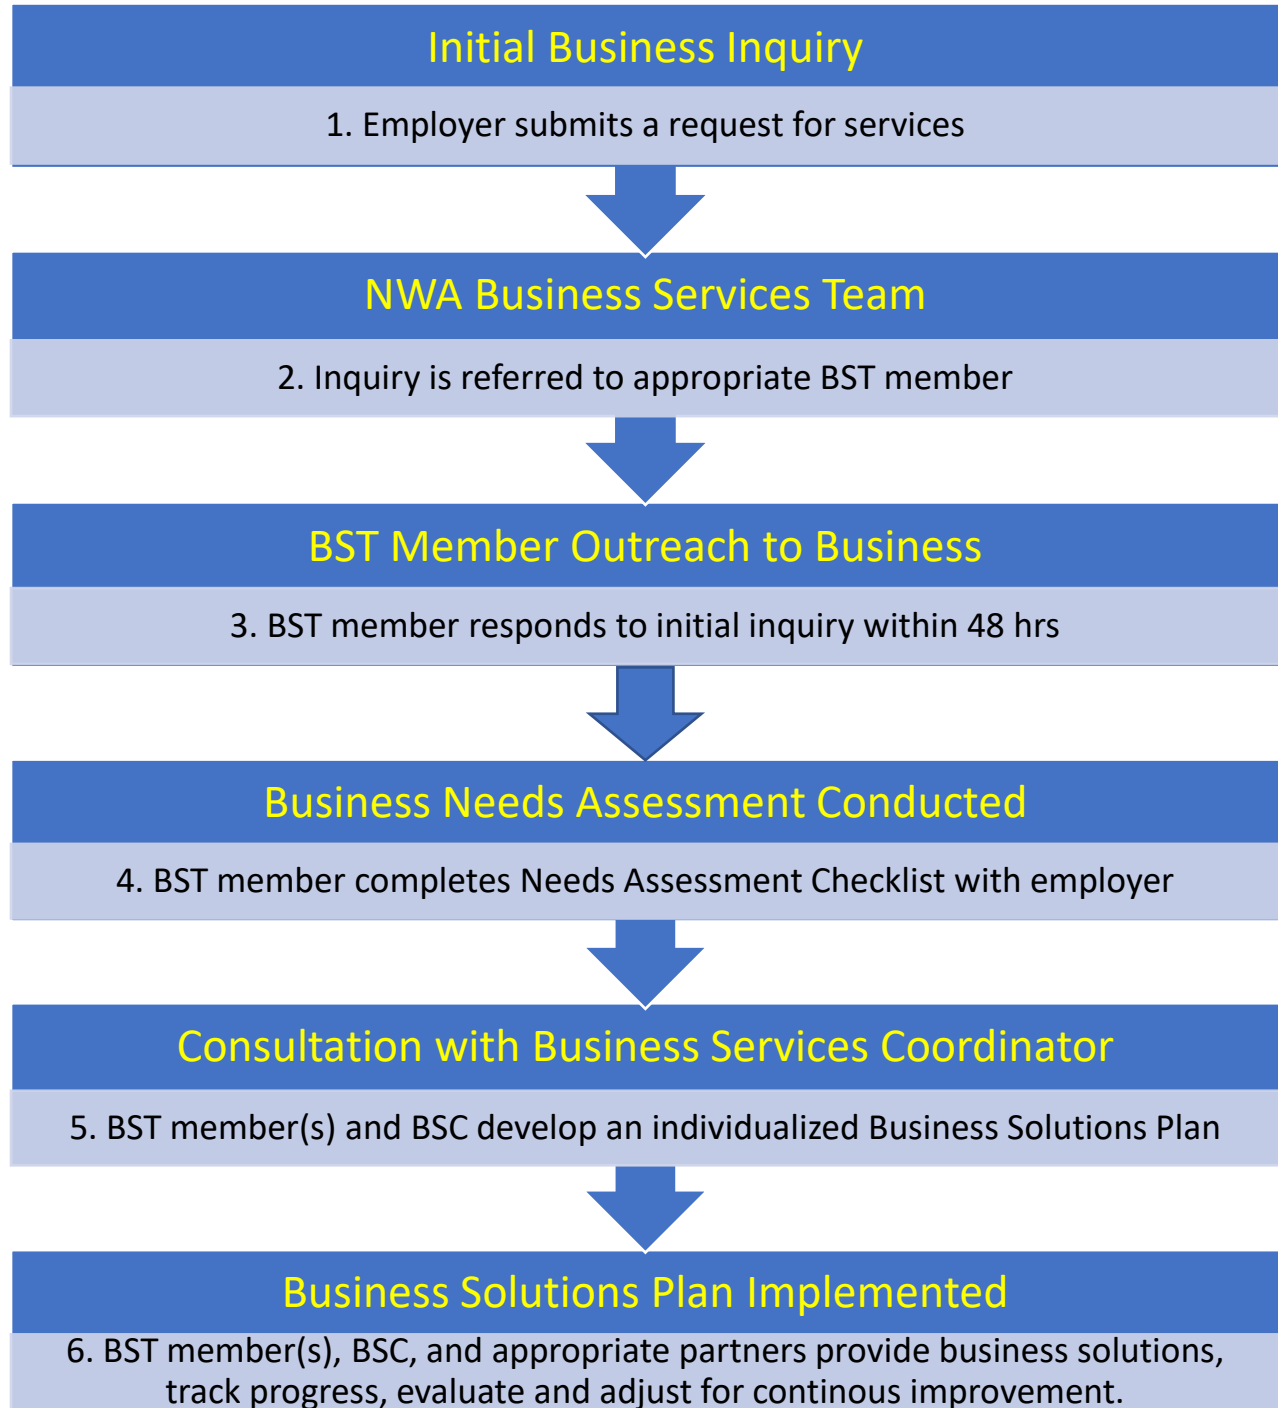 Initial Business Inquiry
1. Employer submits a request for services
NWA Business Services Team
2. Inquiry is referred to appropriate BST member
BST Member Outreach to Business
3. BST member responds to initial inquiry within 48 hrs
Business Needs Assessment Conducted
4. BST member completes Needs Assessment Checklist with employer
Consultation with Business Services Coordinator
5. BST member(s) and BSC develop an individualized Business Solutions Plan
Business Solutions Plan Implemented
6. BST member(s), BSC, and appropriate partners provide business solutions,
track progress, evaluate and adjust for continous improvement.